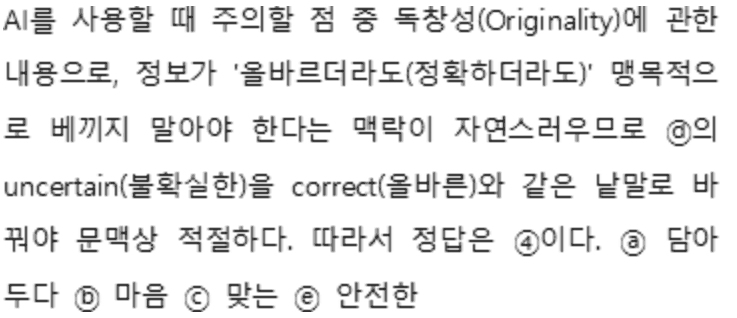 AI를 사용할 때 주의할 점 중 독창성(Originality)에 관한
내용으로, 정보가 '올바르더라도(정확하더라도)' 맹목적으
로 베끼지 말아야 한다는 맥락이 자연스러우므로 ⓓ의
uncertain(불확실한)을 correct(올바른)와 같은 낱말로 바
꿔야 문맥상 적절하다. 따라서 정답은 ④이다. ⓐ 담아
두다 ⓑ 마음 ⓒ 맞는 ⓔ 안전한